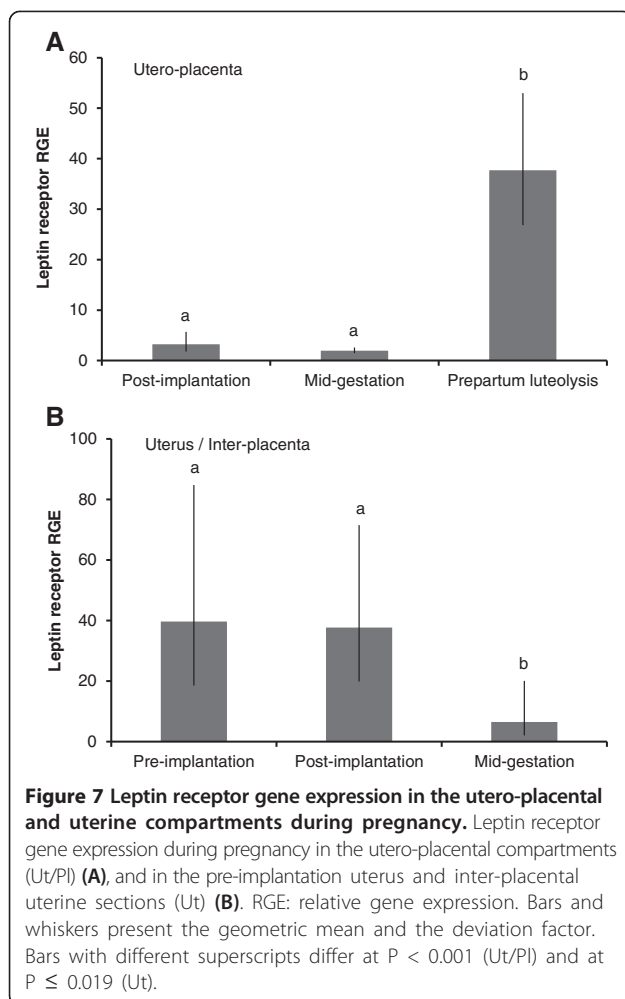 A
Utero-placenta
Leptin receptor RGE
60
50
40
30
20
10
0
a
a
b
Post-implantation Mid-gestation Prepartum luteolysis
B
Uterus / Inter-placenta
Leptin receptor RGE
100
80
60
40
20
0
a
a
b
Pre-implantation Post-implantation Mid-gestation
Figure 7 Leptin receptor gene expression in the utero-placental
and uterine compartments during pregnancy. Leptin receptor
gene expression during pregnancy in the utero-placental compartments
(Ut/Pl) (A), and in the pre-implantation uterus and inter-placental
uterine sections (Ut) (B). RGE: relative gene expression. Bars and
whiskers present the geometric mean and the deviation factor.
Bars with different superscripts differ at P < 0.001 (Ut/Pl) and at
P ≤ 0.019 (Ut).